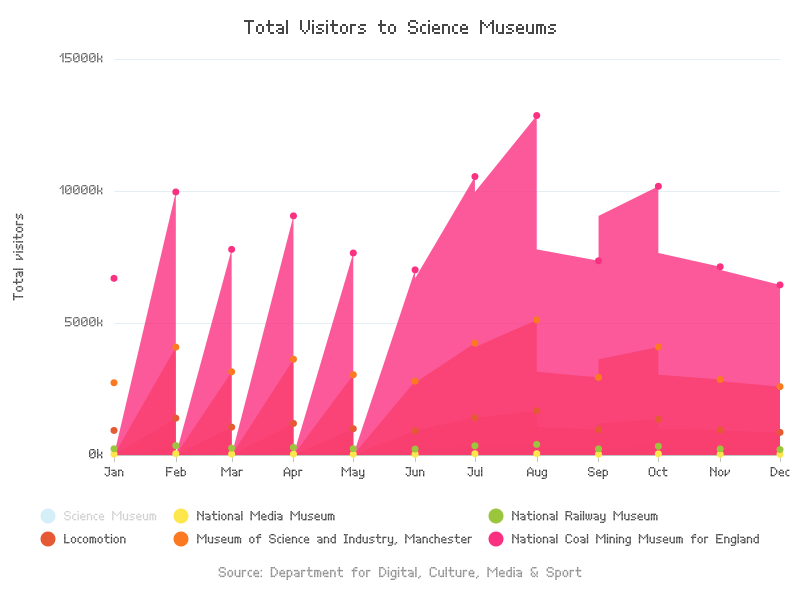 Total Visitors to Science Museums
15000k
10000k
5000k
0k
Total visitors
Jan Feb Mar Apr May Jun Jul Aug Sep Oct Nov Dec
Science Museum National Media Museum National Railway Museum
Locomotion Museum of Science and Industry, Manchester National Coal Mining Museum for England
Source: Department for Digital, Culture, Media & Sport